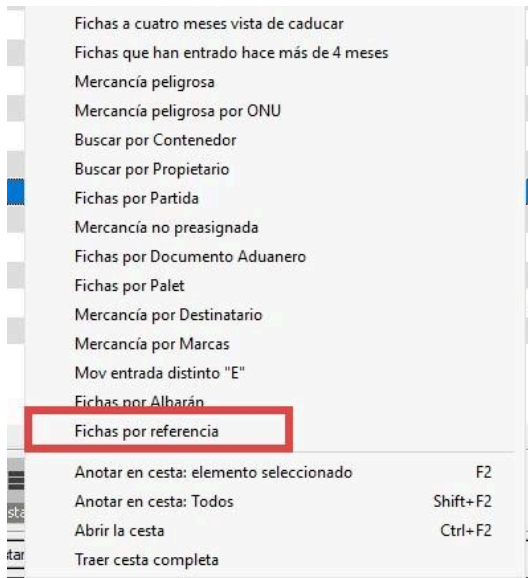 Fichas a cuatro meses vista de caducar
Fichas que han entrado hace más de 4 meses
Mercancía peligrosa
Mercancía peligrosa por ONU
Buscar por Contenedor
Buscar por Propietario
Fichas por Partida
Mercancía no preasignada
Fichas por Documento Aduanero
Fichas por Palet
Mercancía por Destinatario
Mercancía por Marcas
Mov entrada distinto "E"
Fichas por Albarán
Fichas por referencia
Anotar en cesta: elemento seleccionado F2
Anotar en cesta: Todos Shift+F2
Abrir la cesta Ctrl+F2
Traer cesta completa